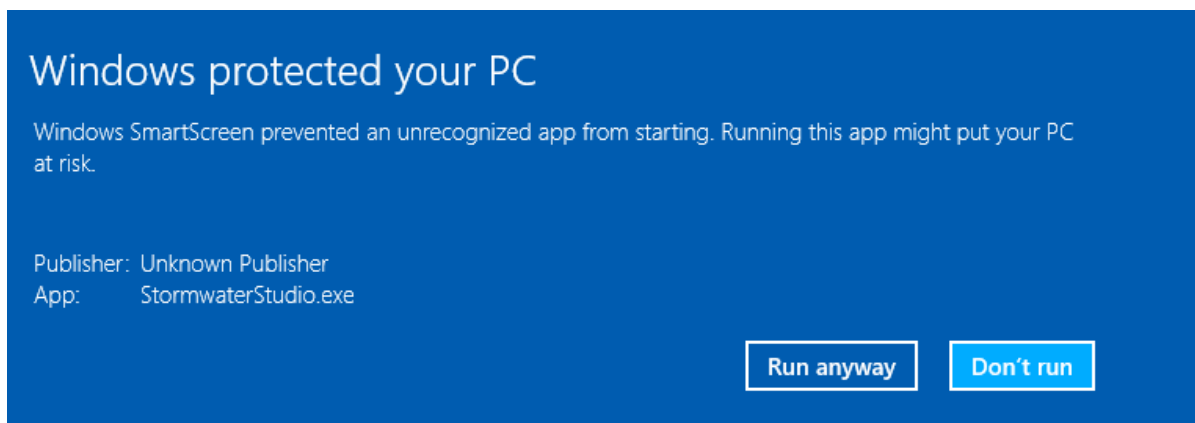 Windows protected your PC
Windows SmartScreen prevented an unrecognized app from starting. Running this app might put your PC
at risk.
Publisher: Unknown Publisher
App: StormwaterStudio.exe
Run anyway Don't run